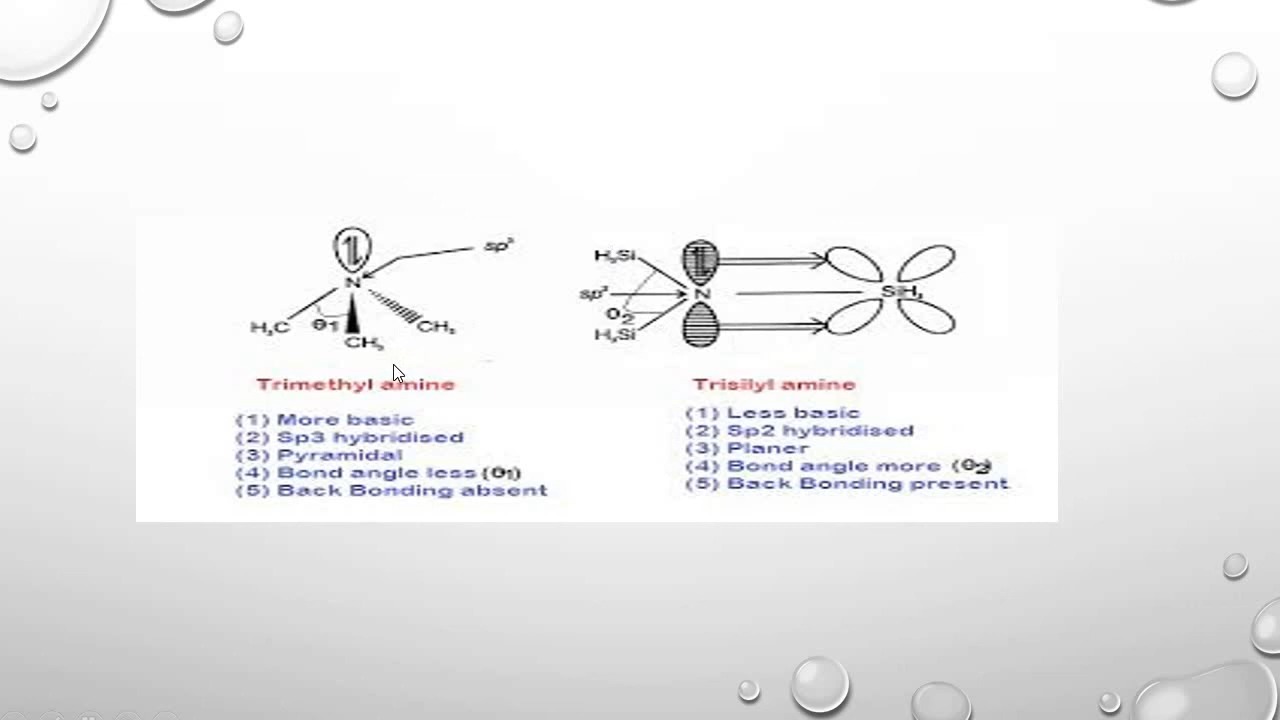 sp³
N
H₃C
θ1
CH₃
CH₃
Trimethyl amine
(1) More basic
(2) Sp3 hybridised
(3) Pyramidal
(4) Bond angle less (θ1)
(5) Back Bonding absent
H₃Si
sp²
N
SiH₃
θ2
H₃Si
Trisilyl amine
(1) Less basic
(2) Sp2 hybridised
(3) Planer
(4) Bond angle more (θ2)
(5) Back Bonding present